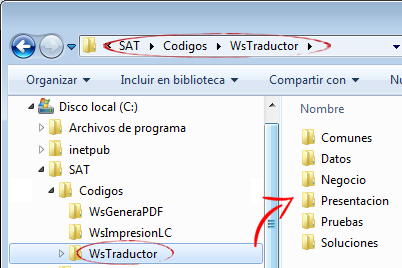 SAT Codigos WsTraductor
Organizar Incluir en biblioteca Compartir con
Disco local (C:)
Archivos de programa
inetpub
SAT
Codigos
WsGeneraPDF
WsImpresionLC
WsTraductor
Nombre
Comunes
Datos
Negocio
Presentacion
Pruebas
Soluciones